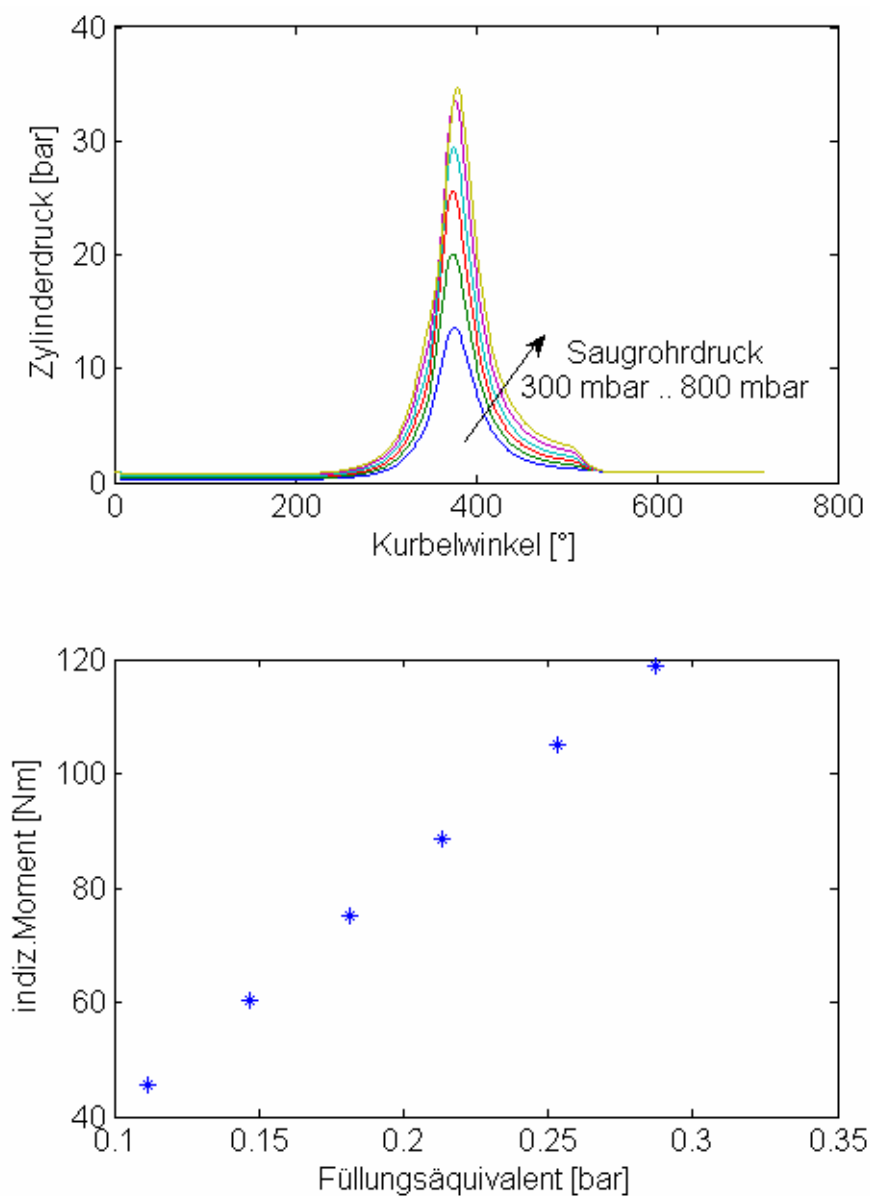 40
30
20
10
0
Zylinderdruck [bar]
Saugrohrdruck
300 mbar .. 800 mbar
0 200 400 600 800
Kurbelwinkel [°]
120
100
80
60
40
indiz.Moment [Nm]
0.1 0.15 0.2 0.25 0.3 0.35
Füllungsäquivalent [bar]